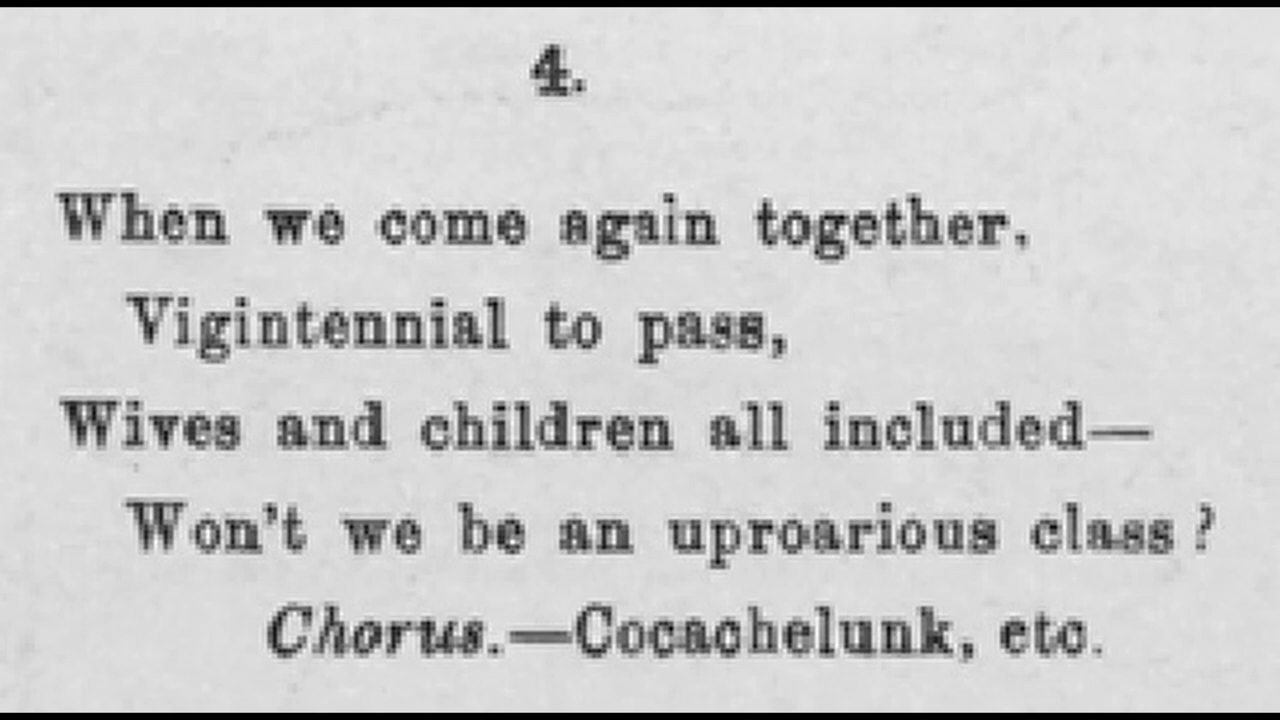 4.
When we come again together,
Vigintennial to pass,
Wives and children all included—
Won't we be an uproarious class?
Chorus.—Cocachelunk, etc.